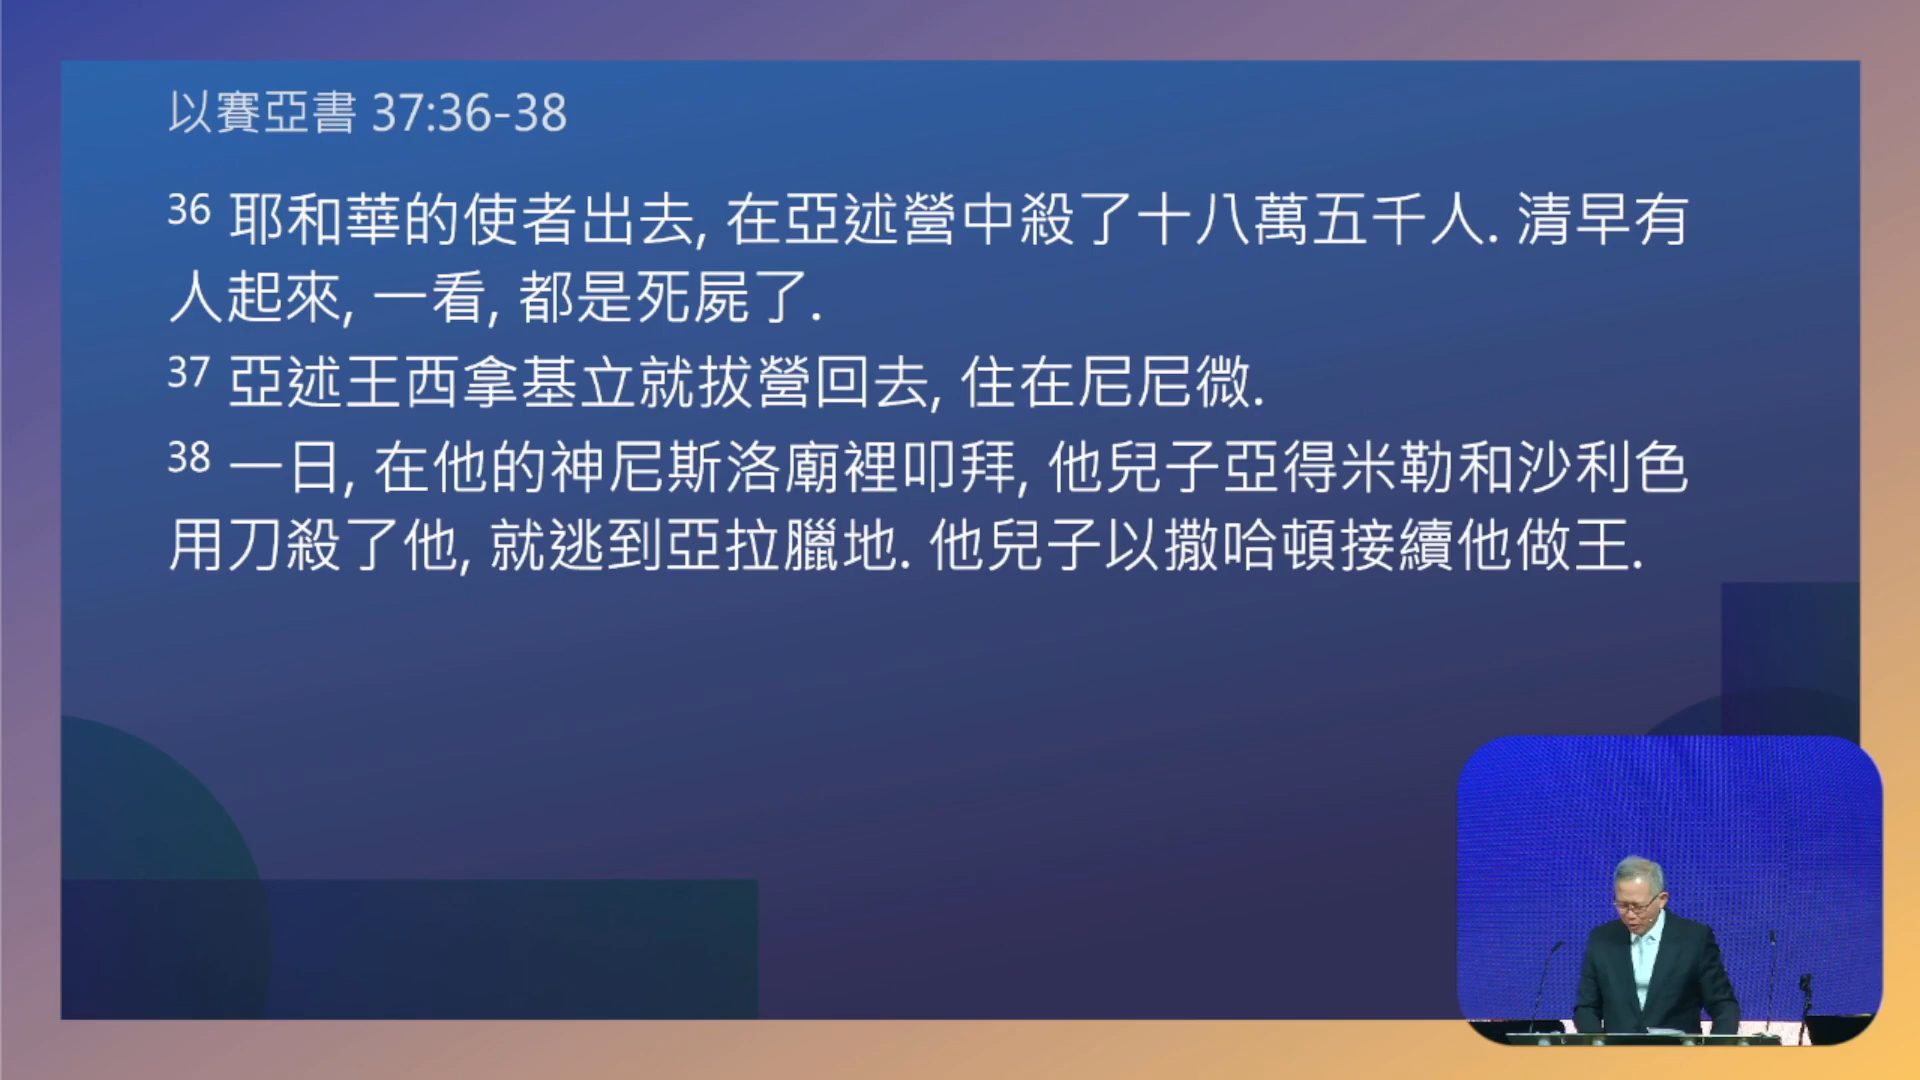 以賽亞書 37:36-38
36 耶和華的使者出去, 在亞述營中殺了十八萬五千人. 清早有
人起來, 一看, 都是死屍了.
37 亞述王西拿基立就拔營回去, 住在尼尼微.
38 一日, 在他的神尼斯洛廟裡叩拜, 他兒子亞得米勒和沙利色
用刀殺了他, 就逃到亞拉臘地. 他兒子以撒哈頓接續他做王.